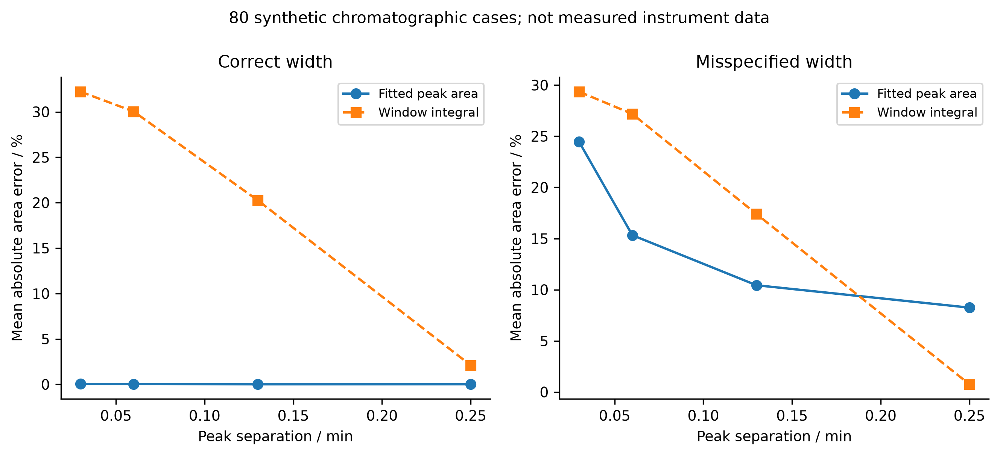 80 synthetic chromatographic cases; not measured instrument data
Correct width
Fitted peak area
Window integral
Mean absolute area error / %
30
25
20
15
10
5
0
0.05 0.10 0.15 0.20 0.25
Peak separation / min
Misspecified width
Fitted peak area
Window integral
Mean absolute area error / %
30
25
20
15
10
5
0
0.05 0.10 0.15 0.20 0.25
Peak separation / min